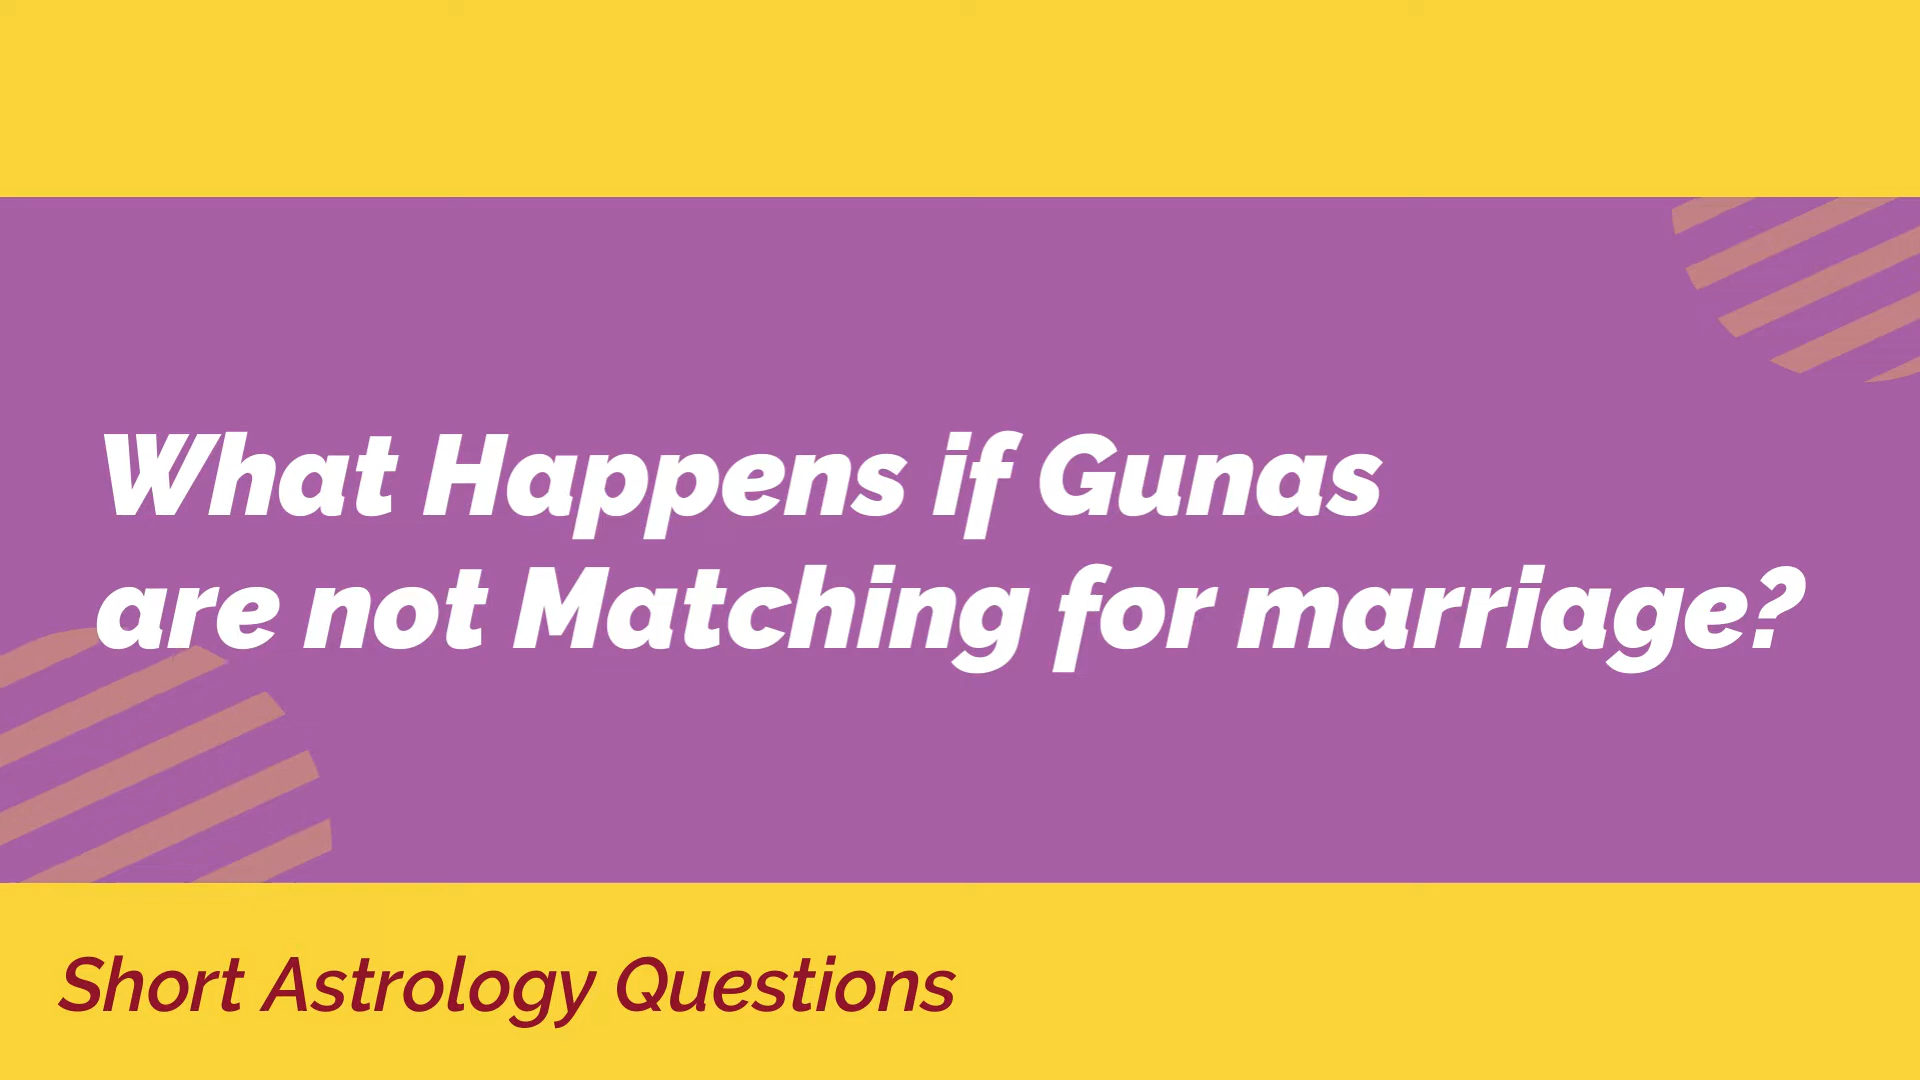 What Happens if Gunas
are not Matching for marriage?
Short Astrology Questions